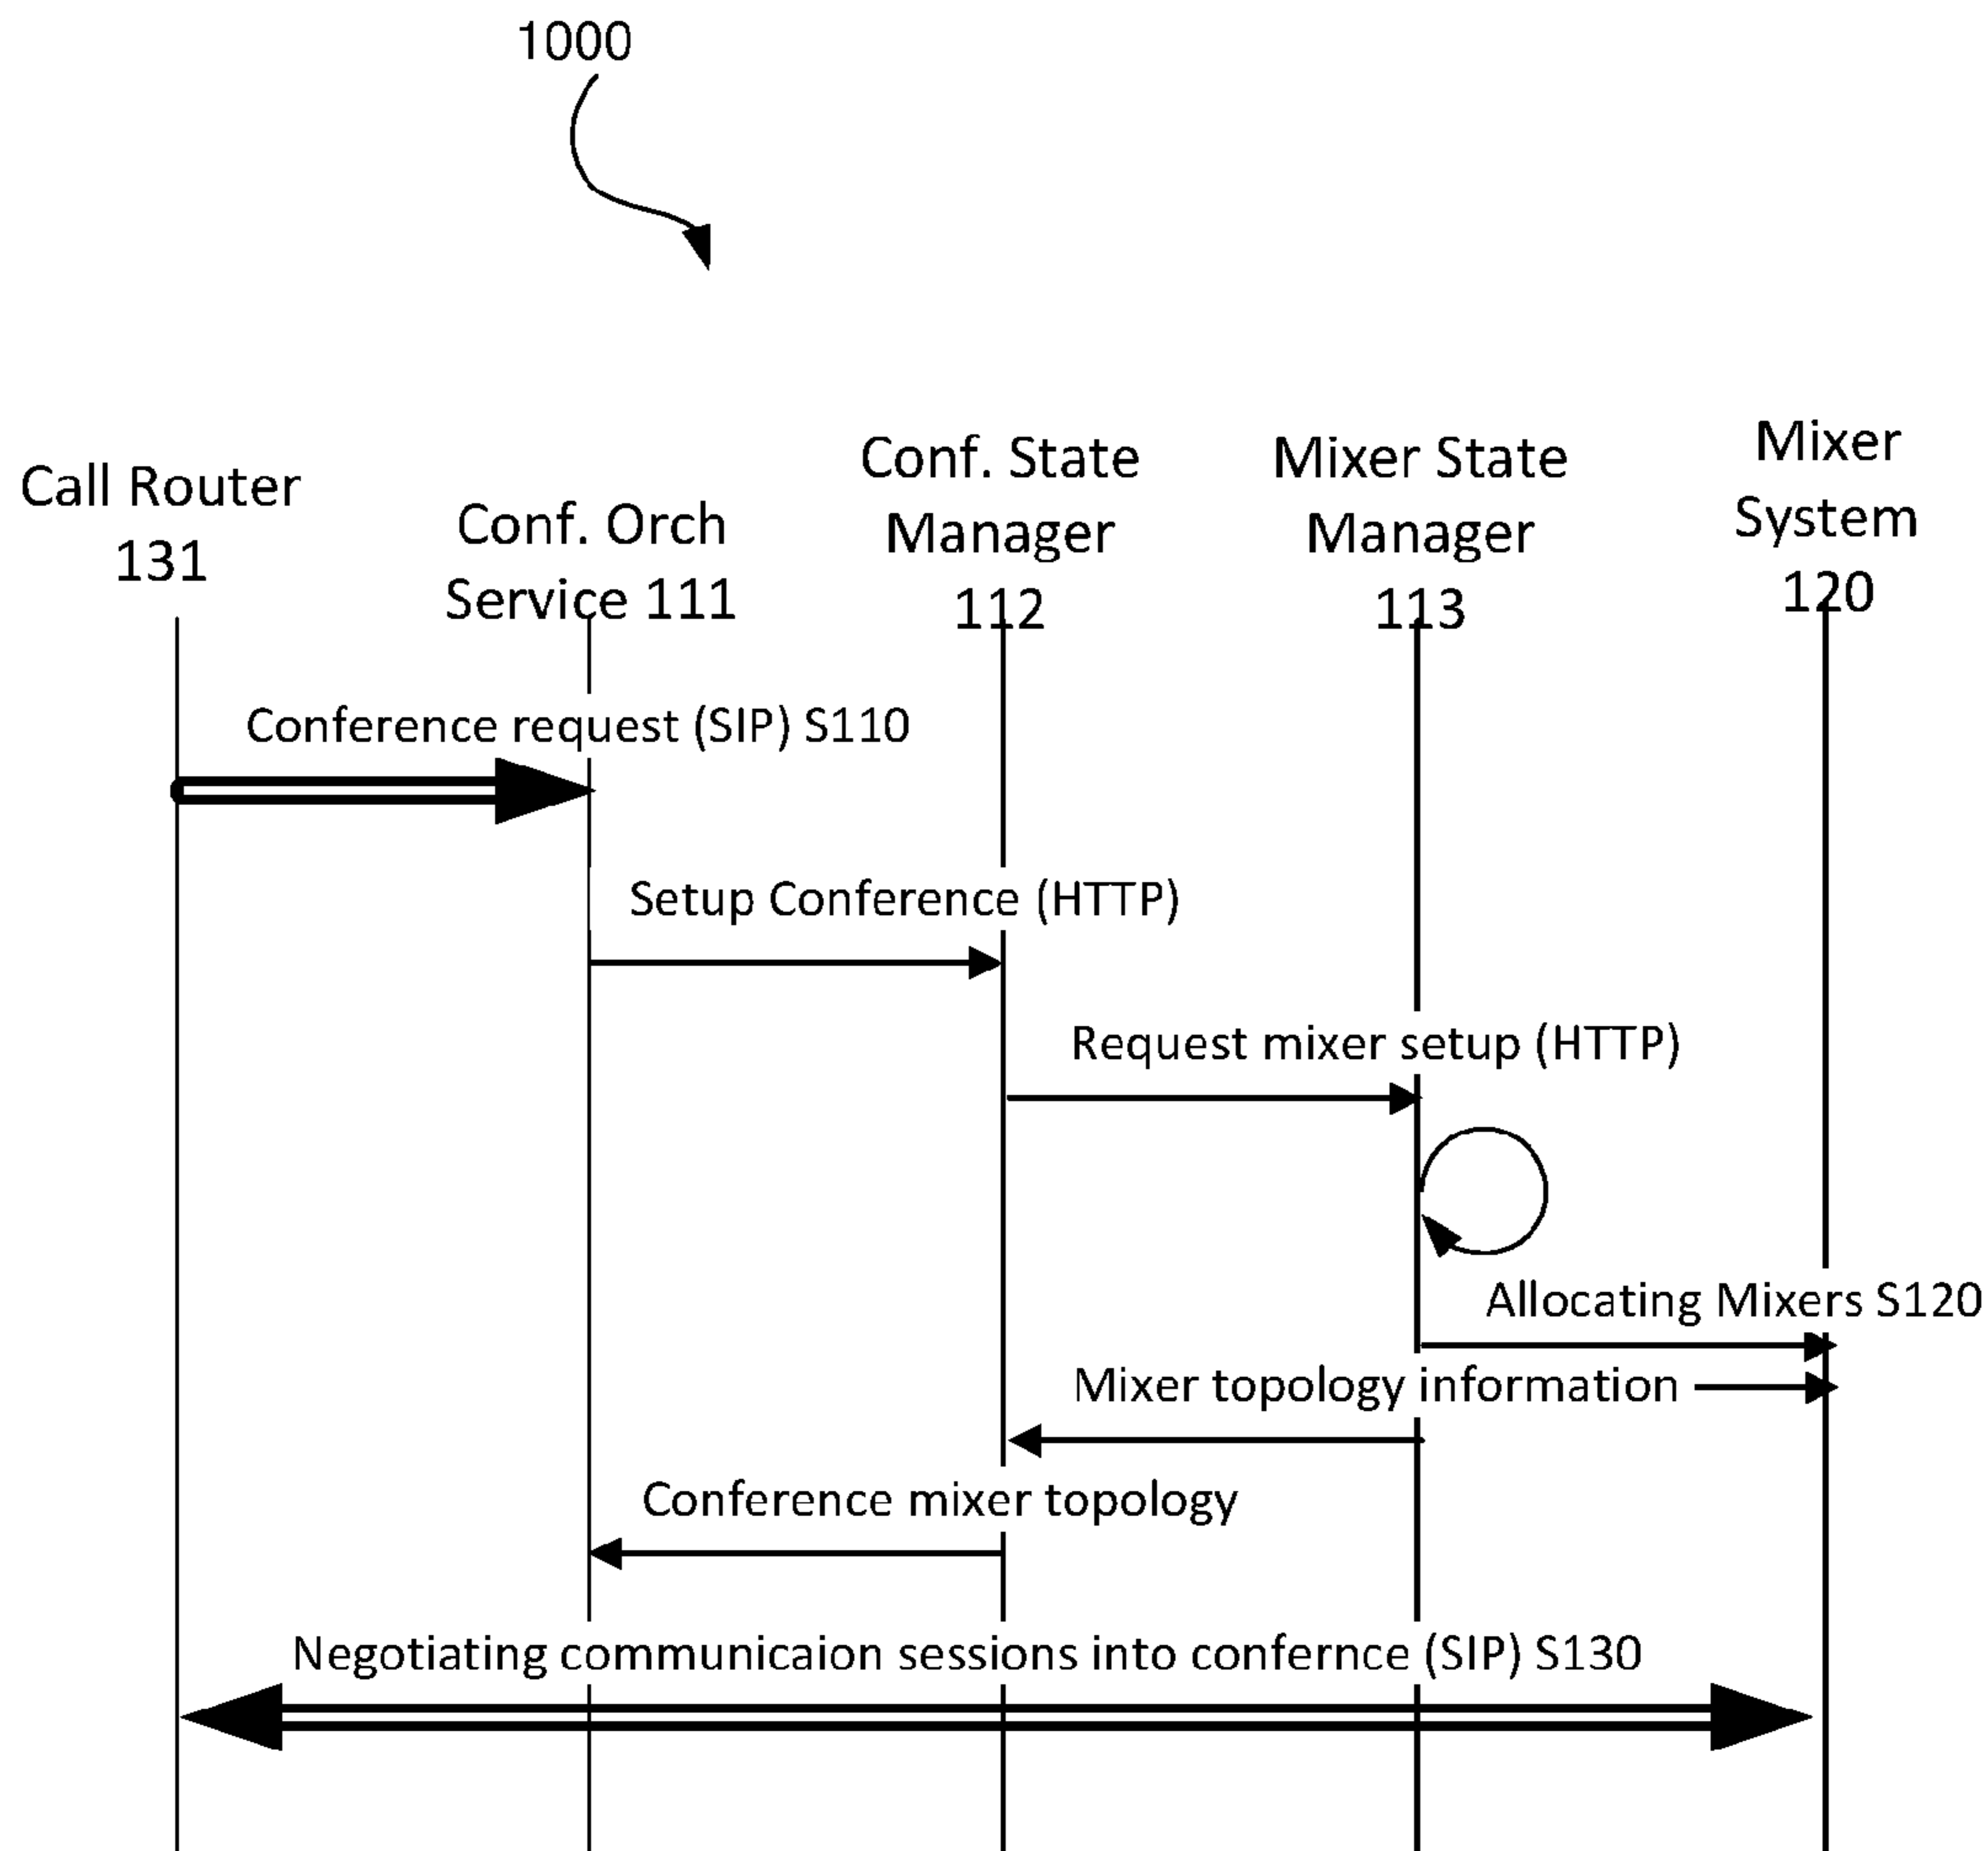 1000
Call Router
131
Conf. Orch
Service 111
Conf. State
Manager
112
Mixer State
Manager
113
Mixer
System
120
Conference request (SIP) S110
Setup Conference (HTTP)
Request mixer setup (HTTP)
Allocating Mixers S120
Mixer topology information
Conference mixer topology
Negotiating communicaion sessions into confernce (SIP) S130